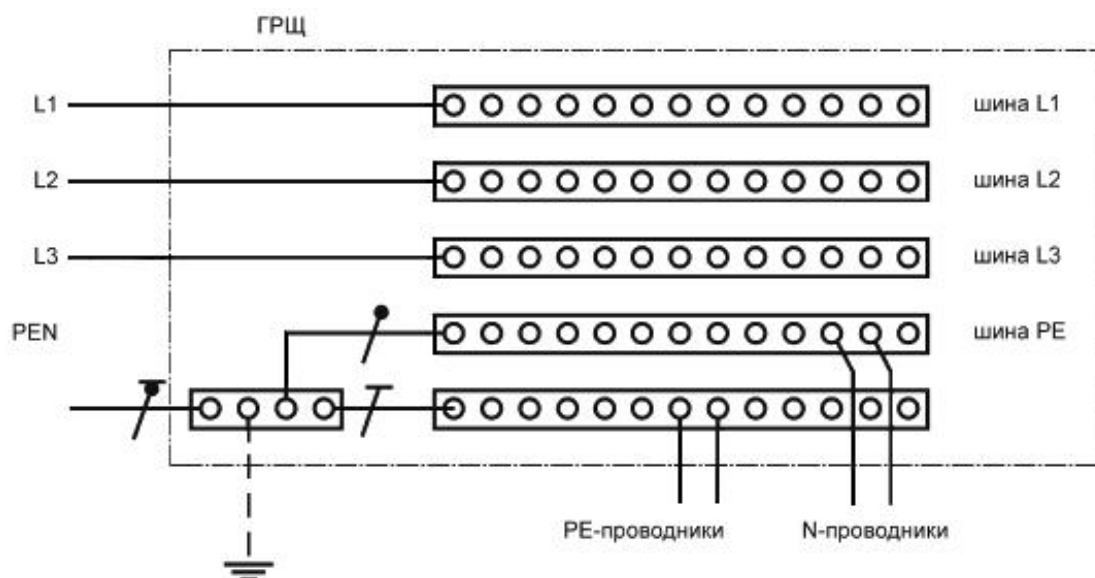 ГРЩ
L1 шина L1
L2 шина L2
L3 шина L3
PEN шина PE
PE-проводники N-проводники